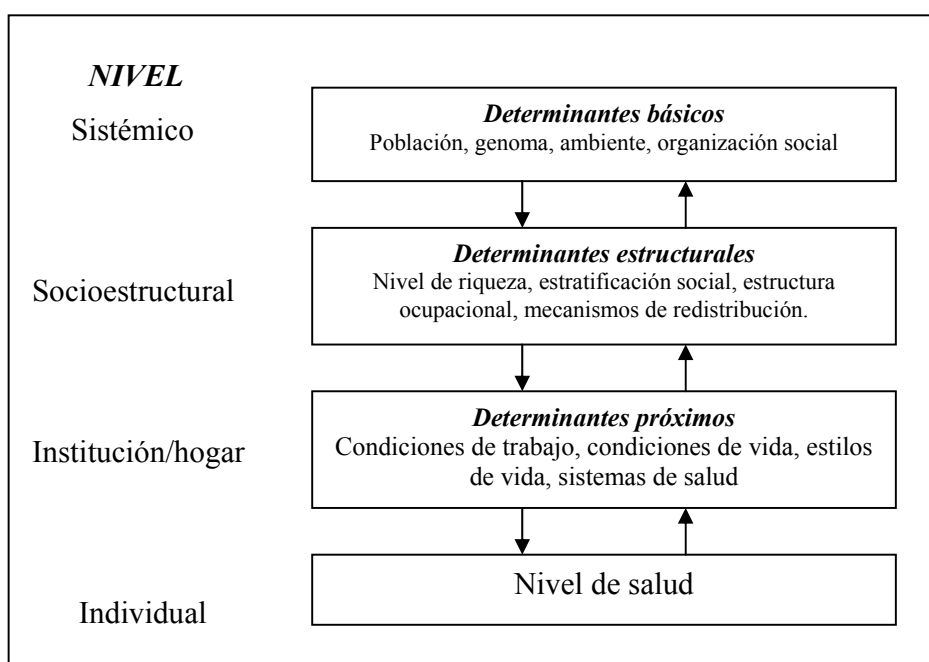 NIVEL
Sistémico
Determinantes básicos
Población, genoma, ambiente, organización social
Socioestructural
Determinantes estructurales
Nivel de riqueza, estratificación social, estructura
ocupacional, mecanismos de redistribución.
Institución/hogar
Determinantes próximos
Condiciones de trabajo, condiciones de vida, estilos
de vida, sistemas de salud
Individual
Nivel de salud